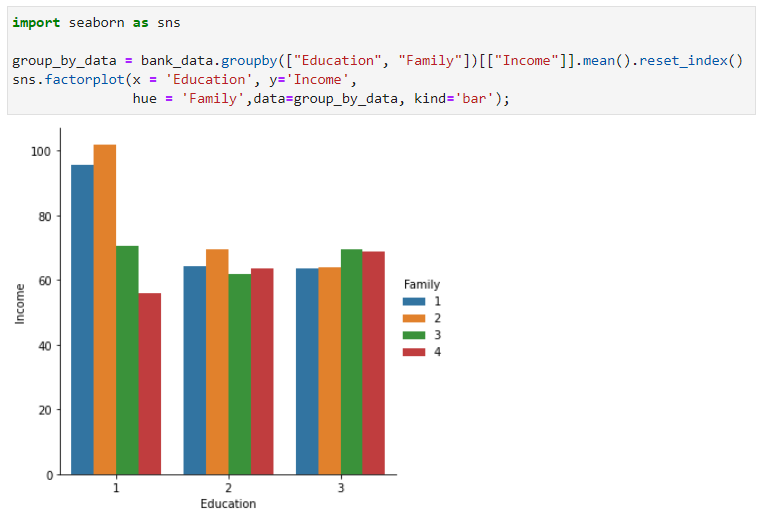 import seaborn as sns
group_by_data = bank_data.groupby(["Education", "Family"])[["Income"]].mean().reset_index()
sns.factorplot(x = 'Education', y='Income',
hue = 'Family',data=group_by_data, kind='bar');
100
80
60
40
20
0
Income
1
2
3
Education
Family
1
2
3
4